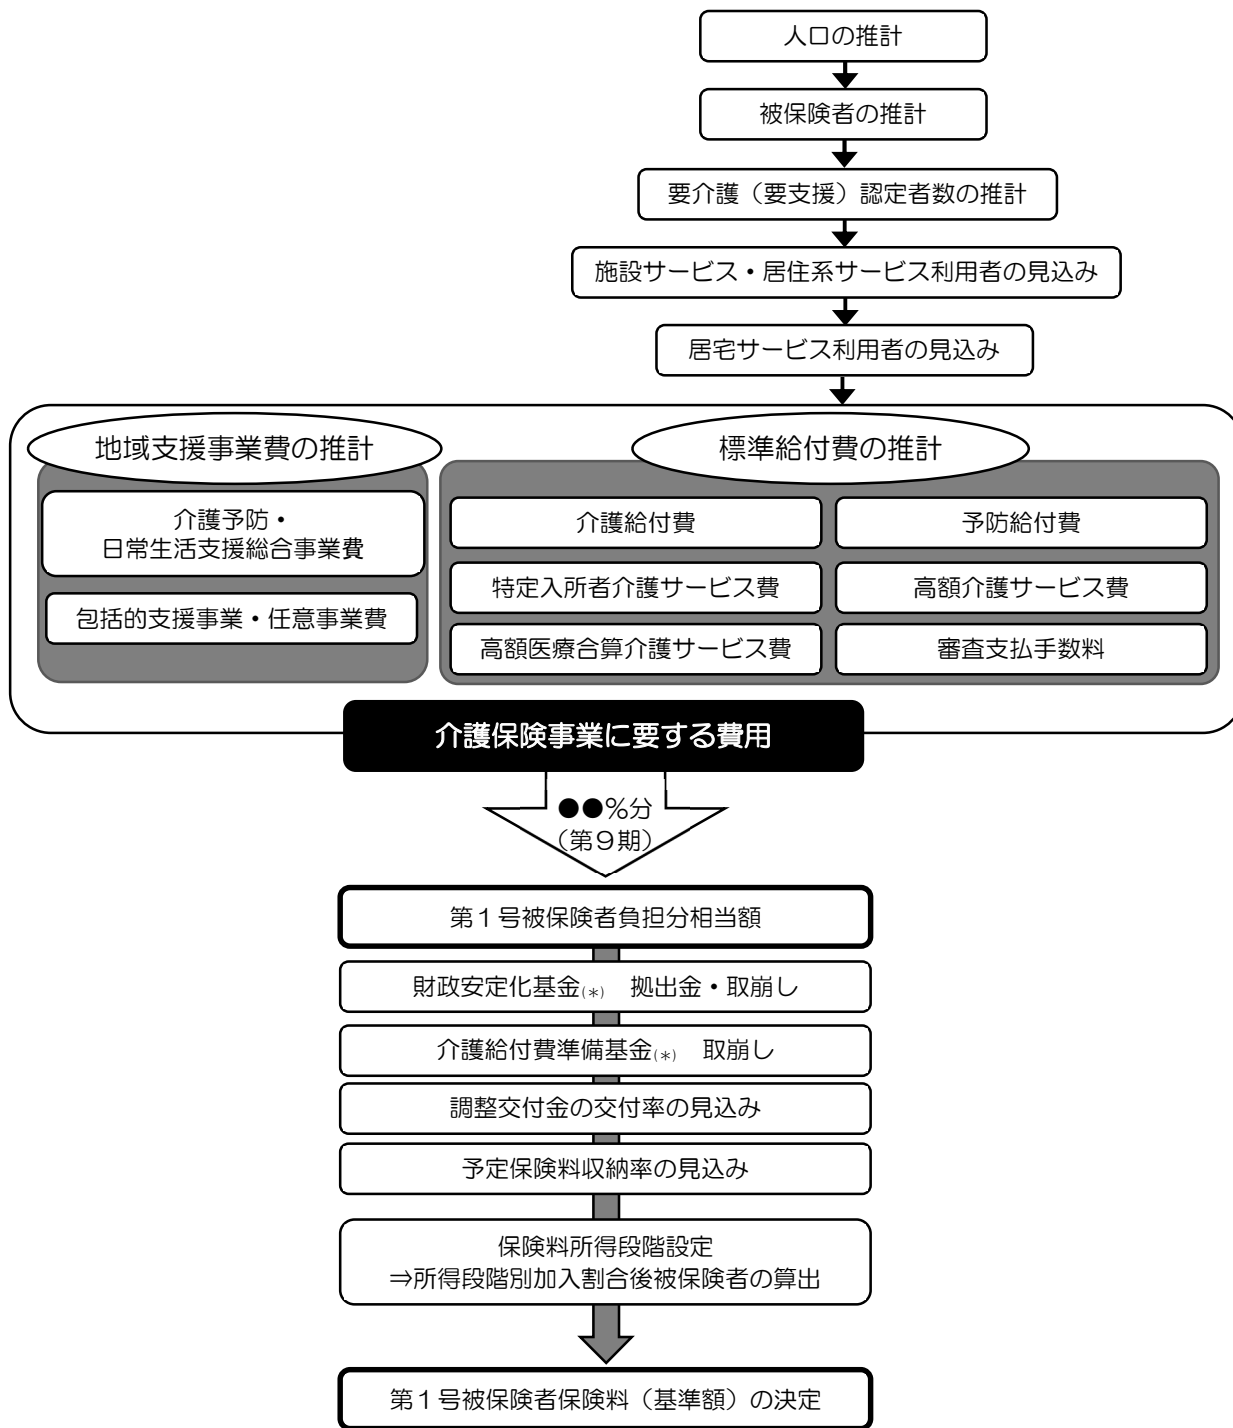 人口の推計
被保険者の推計
要介護（要支援）認定者数の推計
施設サービス・居住系サービス利用者の見込み
居宅サービス利用者の見込み
地域支援事業費の推計
介護予防・
日常生活支援総合事業費
包括的支援事業・任意事業費
標準給付費の推計
介護給付費
予防給付費
特定入所者介護サービス費
高額介護サービス費
高額医療合算介護サービス費
審査支払手数料
介護保険事業に要する費用
●●%分
（第９期）
第１号被保険者負担分相当額
財政安定化基金(＊)　拠出金・取崩し
介護給付費準備基金(＊)　取崩し
調整交付金の交付率の見込み
予定保険料収納率の見込み
保険料所得段階設定
⇒所得段階別加入割合後被保険者の算出
第１号被保険者保険料（基準額）の決定